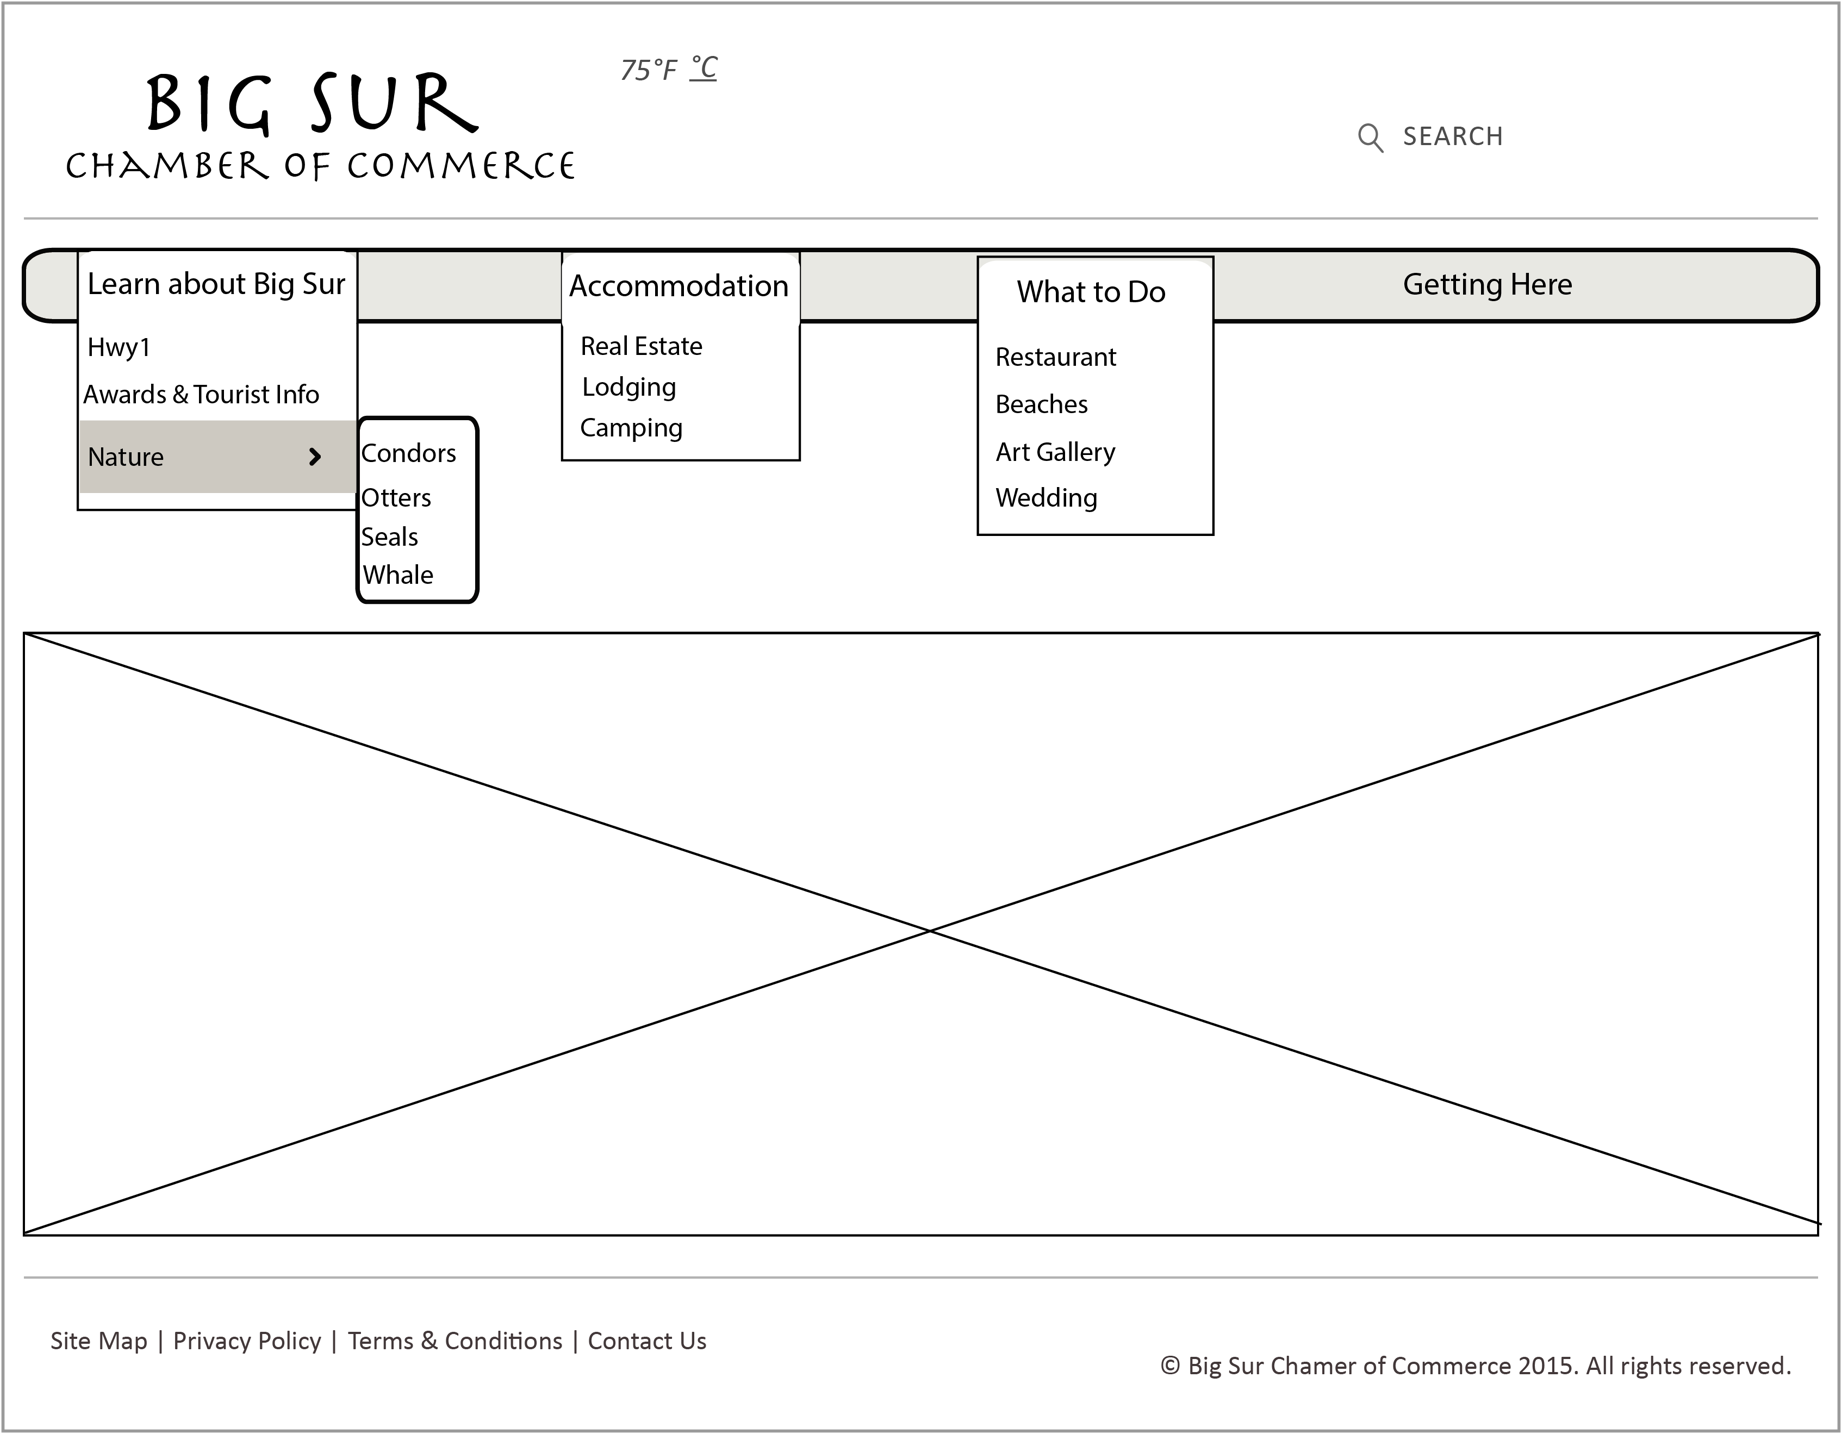 75°F °C
BIG SUR
CHAMBER OF COMMERCE
SEARCH
Learn about Big Sur
Hwy1
Awards & Tourist Info
Nature
Condors
Otters
Seals
Whale
Accommodation
Real Estate
Lodging
Camping
What to Do
Restaurant
Beaches
Art Gallery
Wedding
Getting Here
Site Map | Privacy Policy | Terms & Conditions | Contact Us
© Big Sur Chamer of Commerce 2015. All rights reserved.